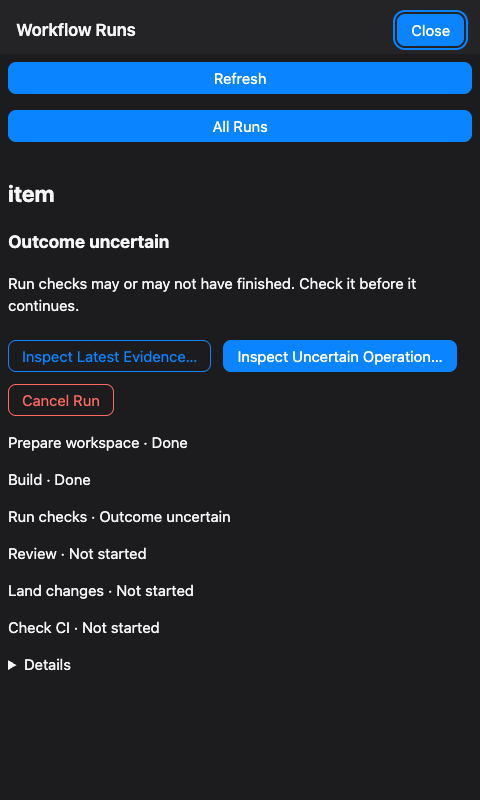 Workflow Runs
Close
Refresh
All Runs
item
Outcome uncertain
Run checks may or may not have finished. Check it before it
continues.
Inspect Latest Evidence...
Inspect Uncertain Operation...
Cancel Run
Prepare workspace · Done
Build · Done
Run checks · Outcome uncertain
Review · Not started
Land changes · Not started
Check CI · Not started
Details